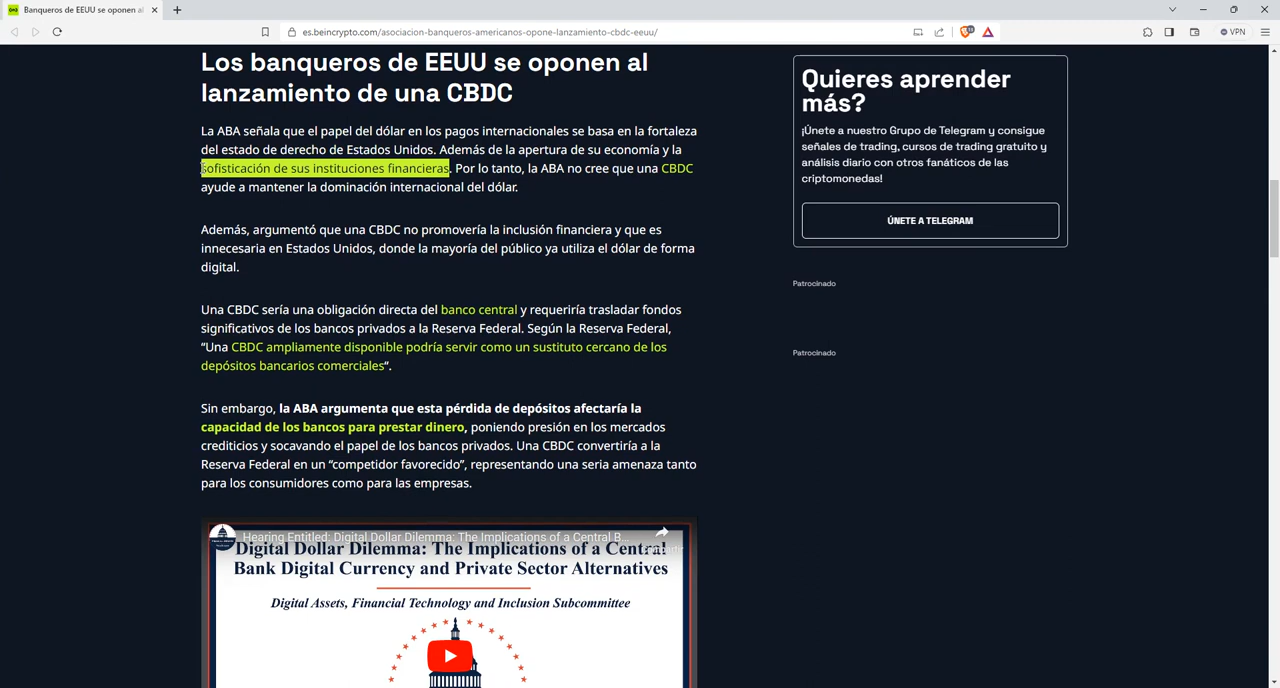 Banqueros de EEUU se oponen al
es.beincrypto.com/asociacion-banqueros-americanos-opone-lanzamiento-cbdc-eeuu/
VPN
Los banqueros de EEUU se oponen al
lanzamiento de una CBDC
La ABA señala que el papel del dólar en los pagos internacionales se basa en la fortaleza
del estado de derecho de Estados Unidos. Además de la apertura de su economía y la
sofisticación de sus instituciones financieras. Por lo tanto, la ABA no cree que una CBDC
ayude a mantener la dominación internacional del dólar.
Además, argumentó que una CBDC no promovería la inclusión financiera y que es
innecesaria en Estados Unidos, donde la mayoría del público ya utiliza el dólar de forma
digital.
Una CBDC sería una obligación directa del banco central y requeriría trasladar fondos
significativos de los bancos privados a la Reserva Federal. Según la Reserva Federal,
“Una CBDC ampliamente disponible podría servir como un sustituto cercano de los
depósitos bancarios comerciales“.
Sin embargo, la ABA argumenta que esta pérdida de depósitos afectaría la
capacidad de los bancos para prestar dinero, poniendo presión en los mercados
crediticios y socavando el papel de los bancos privados. Una CBDC convertiría a la
Reserva Federal en un “competidor favorecido”, representando una seria amenaza tanto
para los consumidores como para las empresas.
Hearing Entitled: Digital Dollar Dilemma: The Implications of a Central B...
Digital Dollar Dilemma: The Implications of a Central
Bank Digital Currency and Private Sector Alternatives
Digital Assets, Financial Technology and Inclusion Subcommittee
Quieres aprender
más?
¡Únete a nuestro Grupo de Telegram y consigue
señales de trading, cursos de trading gratuito y
análisis diario con otros fanáticos de las
criptomonedas!
ÚNETE A TELEGRAM
Patrocinado
Patrocinado